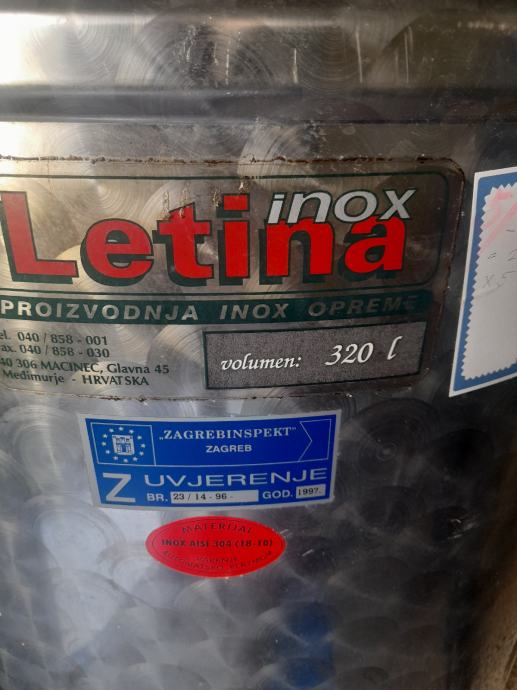 Letina inox
PROIZVODNJA INOX OPREME
el. 040 / 858 - 001
ax. 040 / 858 - 030
40 306 MACINEC, Glavna 45
Međimurje - HRVATSKA
volumen: 320 l
„ZAGREBINSPEKT"
ZAGREB
Z UVJERENJE
BR. 23 / 14 - 96 - GOD. 1997.
MATERIJAL
INOX AISI 304 (18-10)
VARENJE